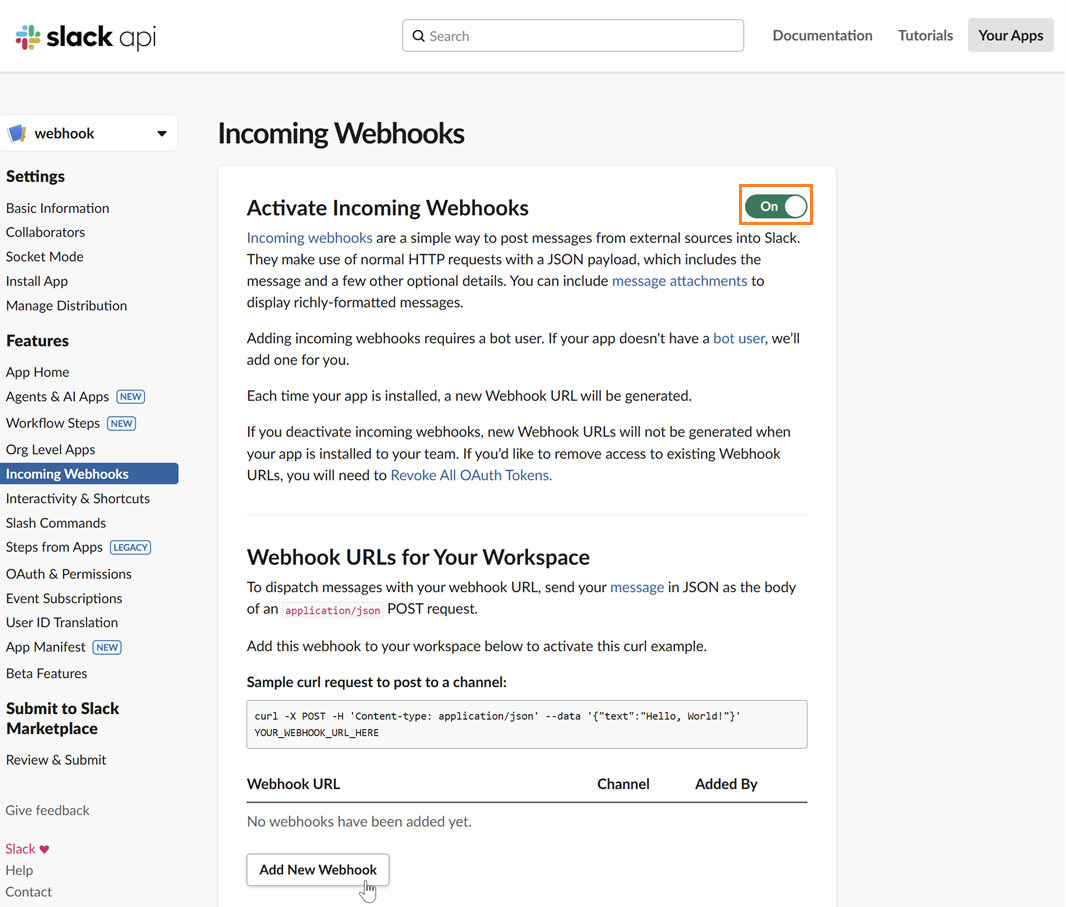 slack api
Search
Documentation
Tutorials
Your Apps
webhook
Settings
Basic Information
Collaborators
Socket Mode
Install App
Manage Distribution
Features
App Home
Agents & AI Apps NEW
Workflow Steps NEW
Org Level Apps
Incoming Webhooks
Interactivity & Shortcuts
Slash Commands
Steps from Apps LEGACY
OAuth & Permissions
Event Subscriptions
User ID Translation
App Manifest NEW
Beta Features
Submit to Slack
Marketplace
Review & Submit
Give feedback
Slack
Help
Contact
Incoming Webhooks
Activate Incoming Webhooks
On
Incoming webhooks are a simple way to post messages from external sources into Slack.
They make use of normal HTTP requests with a JSON payload, which includes the
message and a few other optional details. You can include message attachments to
display richly-formatted messages.
Adding incoming webhooks requires a bot user. If your app doesn't have a bot user, we'll
add one for you.
Each time your app is installed, a new Webhook URL will be generated.
If you deactivate incoming webhooks, new Webhook URLs will not be generated when
your app is installed to your team. If you'd like to remove access to existing Webhook
URLs, you will need to Revoke All OAuth Tokens.
Webhook URLs for Your Workspace
To dispatch messages with your webhook URL, send your message in JSON as the body
of an application/json POST request.
Add this webhook to your workspace below to activate this curl example.
Sample curl request to post to a channel:
curl -X POST -H 'Content-type: application/json' --data '{"text":"Hello, World!"}'
YOUR_WEBHOOK_URL_HERE
Webhook URL Channel Added By
No webhooks have been added yet.
Add New Webhook